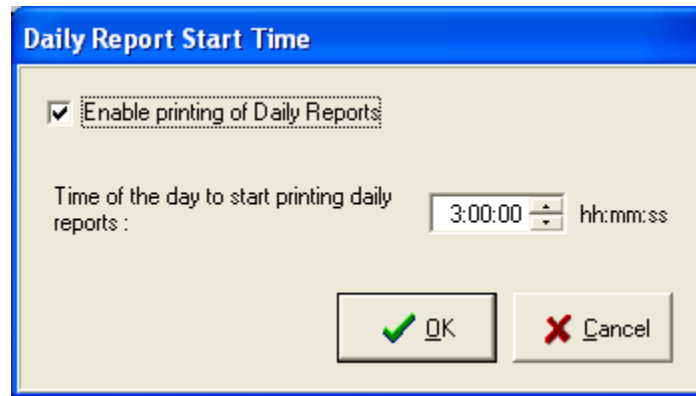 Daily Report Start Time
Enable printing of Daily Reports
Time of the day to start printing daily
reports :
3:00:00
hh:mm:ss
OK
Cancel